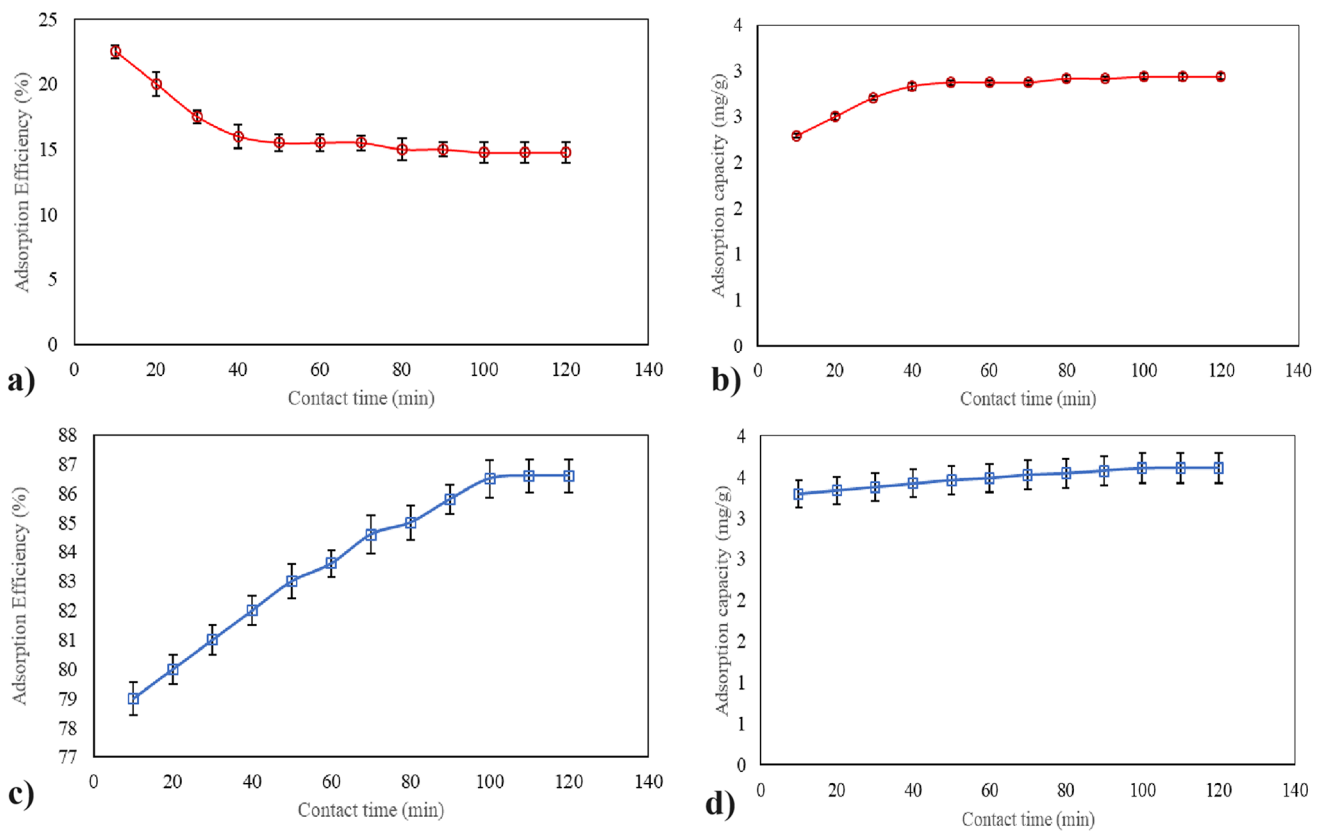 25
20
15
10
5
0
Adsorption Efficiency (%)
0 20 40 60 80 100 120 140
Contact time (min)
a)
4
3
3
2
2
1
1
0
Adsorption capacity (mg/g)
0 20 40 60 80 100 120 140
Contact time (min)
b)
88
87
86
85
84
83
82
81
80
79
78
77
Adsorption Efficiency (%)
0 20 40 60 80 100 120 140
Contact time (min)
c)
4
4
3
3
2
2
1
1
0
Adsorption capacity (mg/g)
0 20 40 60 80 100 120 140
Contact time (min)
d)